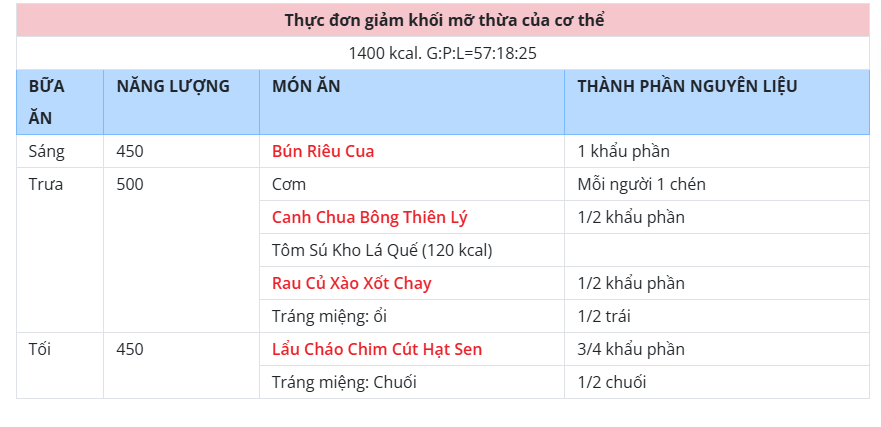 Thực đơn giảm khối mỡ thừa của cơ thể
1400 kcal. G:P:L=57:18:25
BỮA ĂN NĂNG LƯỢNG MÓN ĂN THÀNH PHẦN NGUYÊN LIỆU
Sáng 450 Bún Riêu Cua 1 khẩu phần
Trưa 500 Cơm Mỗi người 1 chén
Canh Chua Bông Thiên Lý 1/2 khẩu phần
Tôm Sú Kho Lá Quế (120 kcal)
Rau Củ Xào Xốt Chay 1/2 khẩu phần
Tráng miệng: ổi 1/2 trái
Tối 450 Lẩu Cháo Chim Cút Hạt Sen 3/4 khẩu phần
Tráng miệng: Chuối 1/2 chuối